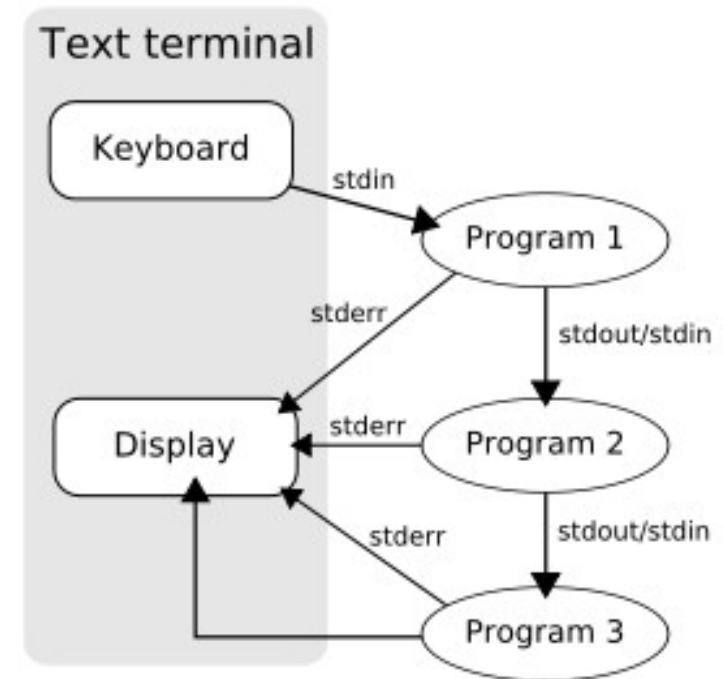 Text terminal
Keyboard
stdin
Program 1
stderr
stdout/stdin
Display
stderr
Program 2
stderr
stdout/stdin
Program 3